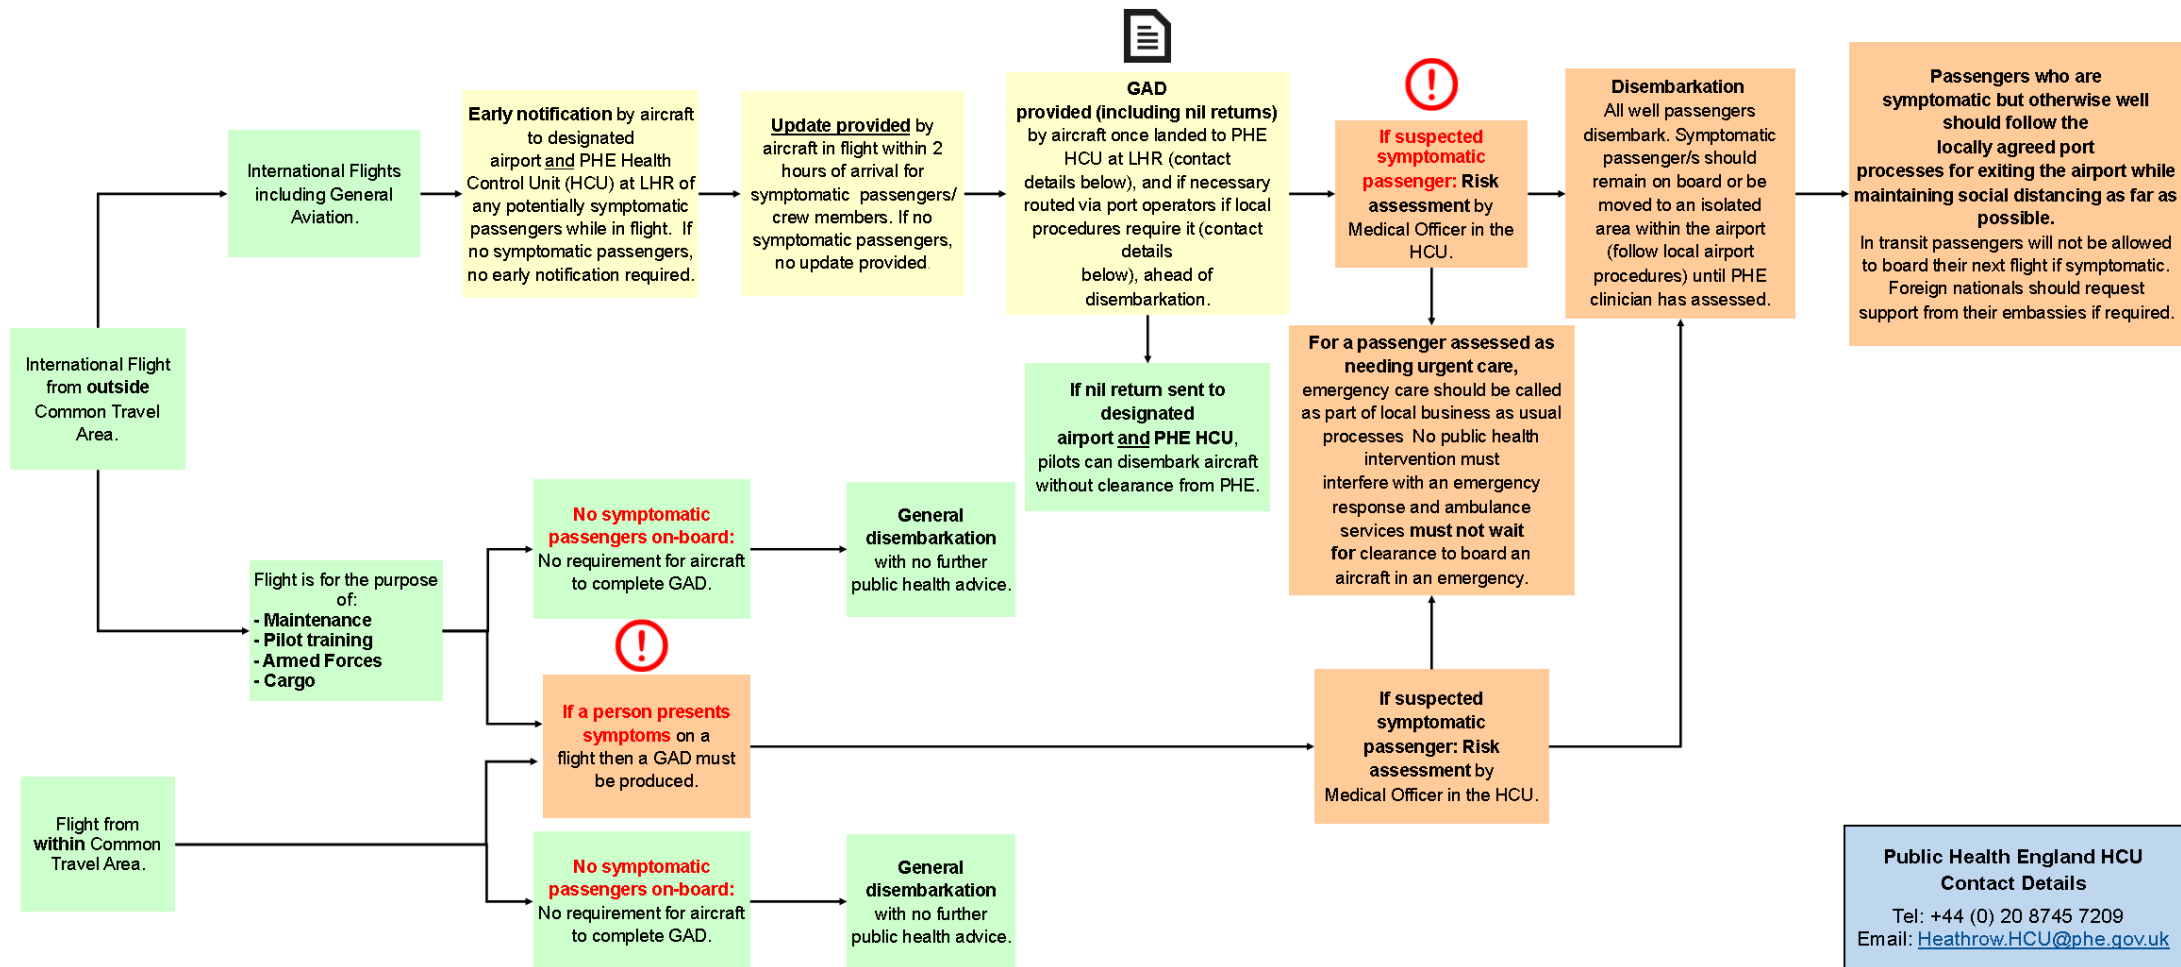 International Flight
from outside
Common Travel
Area.
International Flights
including General
Aviation.
Early notification by aircraft
to designated
airport and PHE Health
Control Unit (HCU) at LHR of
any potentially symptomatic
passengers while in flight. If
no symptomatic passengers,
no early notification required.
Update provided by
aircraft in flight within 2
hours of arrival for
symptomatic passengers/
crew members. If no
symptomatic passengers,
no update provided.
GAD
provided (including nil returns)
by aircraft once landed to PHE
HCU at LHR (contact
details below), and if necessary
routed via port operators if local
procedures require it (contact
details
below), ahead of
disembarkation.
If nil return sent to
designated
airport and PHE HCU,
pilots can disembark aircraft
without clearance from PHE.
If suspected
symptomatic
passenger: Risk
assessment by
Medical Officer in the
HCU.
Disembarkation
All well passengers
disembark. Symptomatic
passenger/s should
remain on board or be
moved to an isolated
area within the airport
(follow local airport
procedures) until PHE
clinician has assessed.
Passengers who are
symptomatic but otherwise well
should follow the
locally agreed port
processes for exiting the airport while
maintaining social distancing as far as
possible.
In transit passengers will not be allowed
to board their next flight if symptomatic.
Foreign nationals should request
support from their embassies if required.
For a passenger assessed as
needing urgent care,
emergency care should be called
as part of local business as usual
processes No public health
intervention must
interfere with an emergency
response and ambulance
services must not wait
for clearance to board an
aircraft in an emergency.
Flight is for the purpose
of:
- Maintenance
- Pilot training
- Armed Forces
- Cargo
No symptomatic
passengers on-board:
No requirement for aircraft
to complete GAD.
General
disembarkation
with no further
public health advice.
If a person presents
symptoms on a
flight then a GAD must
be produced.
If suspected
symptomatic
passenger: Risk
assessment by
Medical Officer in the HCU.
Flight from
within Common
Travel Area.
No symptomatic
passengers on-board:
No requirement for aircraft
to complete GAD.
General
disembarkation
with no further
public health advice.
Public Health England HCU
Contact Details
Tel: +44 (0) 20 8745 7209
Email: Heathrow.HCU@phe.gov.uk